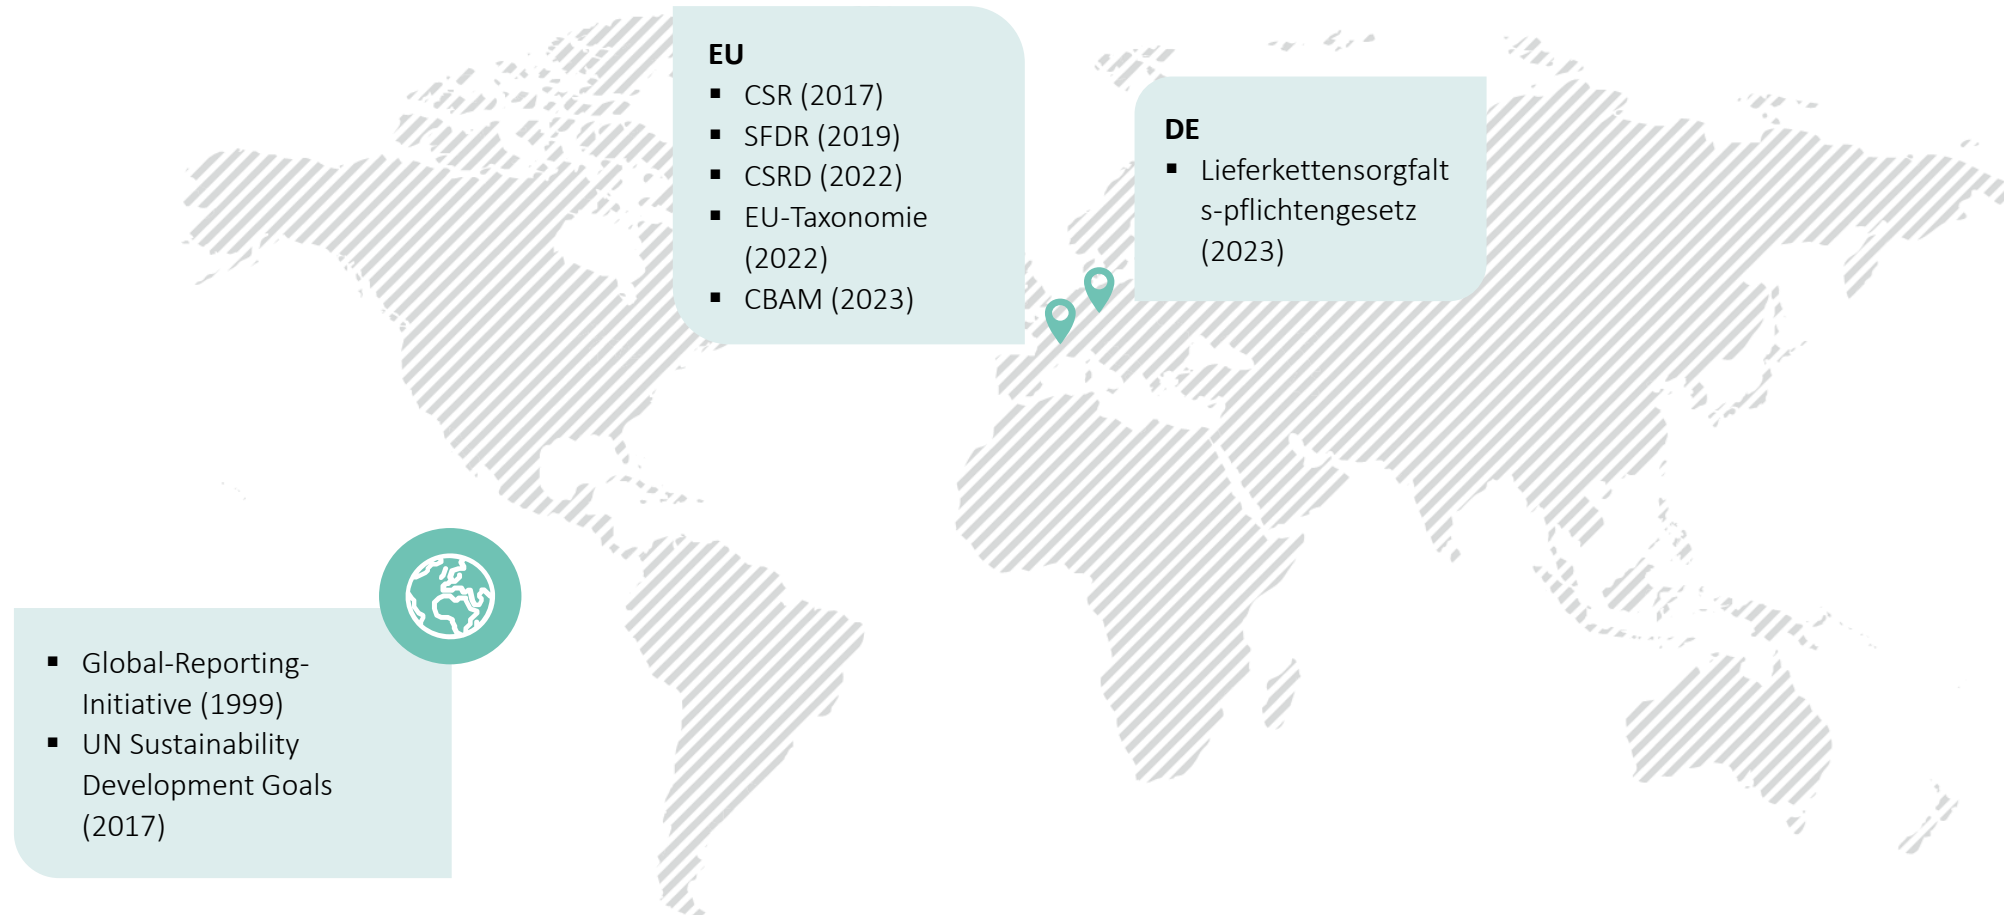 EU
▪ CSR (2017)
▪ SFDR (2019)
▪ CSRD (2022)
▪ EU-Taxonomie
(2022)
▪ CBAM (2023)
DE
▪ Lieferkettensorgfalt
s-pflichtengesetz
(2023)
▪ Global-Reporting-
Initiative (1999)
▪ UN Sustainability
Development Goals
(2017)